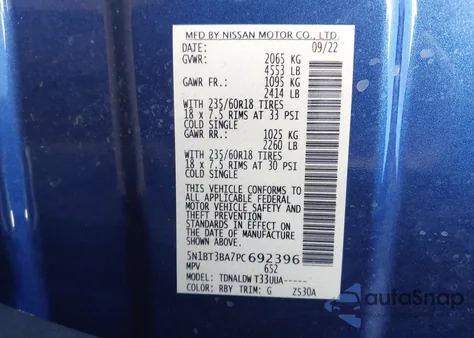 MFD BY NISSAN MOTOR CO., LTD.
DATE: 09/22
GVWR: 2065 KG
4553 LB
GAWR FR.: 1095 KG
2414 LB
WITH 235/60R18 TIRES
18 x 7.5 RIMS AT 33 PSI
COLD SINGLE
GAWR RR.: 1025 KG
2260 LB
WITH 235/60R18 TIRES
18 x 7.5 RIMS AT 30 PSI
COLD SINGLE
THIS VEHICLE CONFORMS TO
ALL APPLICABLE FEDERAL
MOTOR VEHICLE SAFETY AND
THEFT PREVENTION
STANDARDS IN EFFECT ON
THE DATE OF MANUFACTURE
SHOWN ABOVE.
5N1BT3BA7PC692396
MPV 652
MODEL: TDNALDW T33UUA-----
COLOR: RBY TRIM: G ZS30A
autoSnap